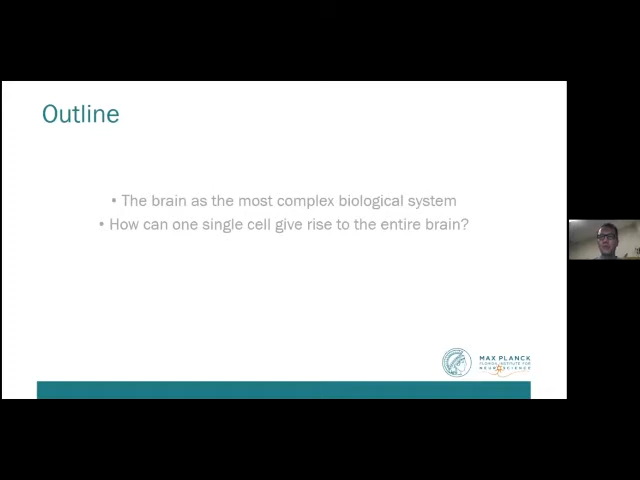 Outline
• The brain as the most complex biological system
• How can one single cell give rise to the entire brain?
MAX PLANCK
FLORIDA INSTITUTE FOR
NEUROSCIENCE